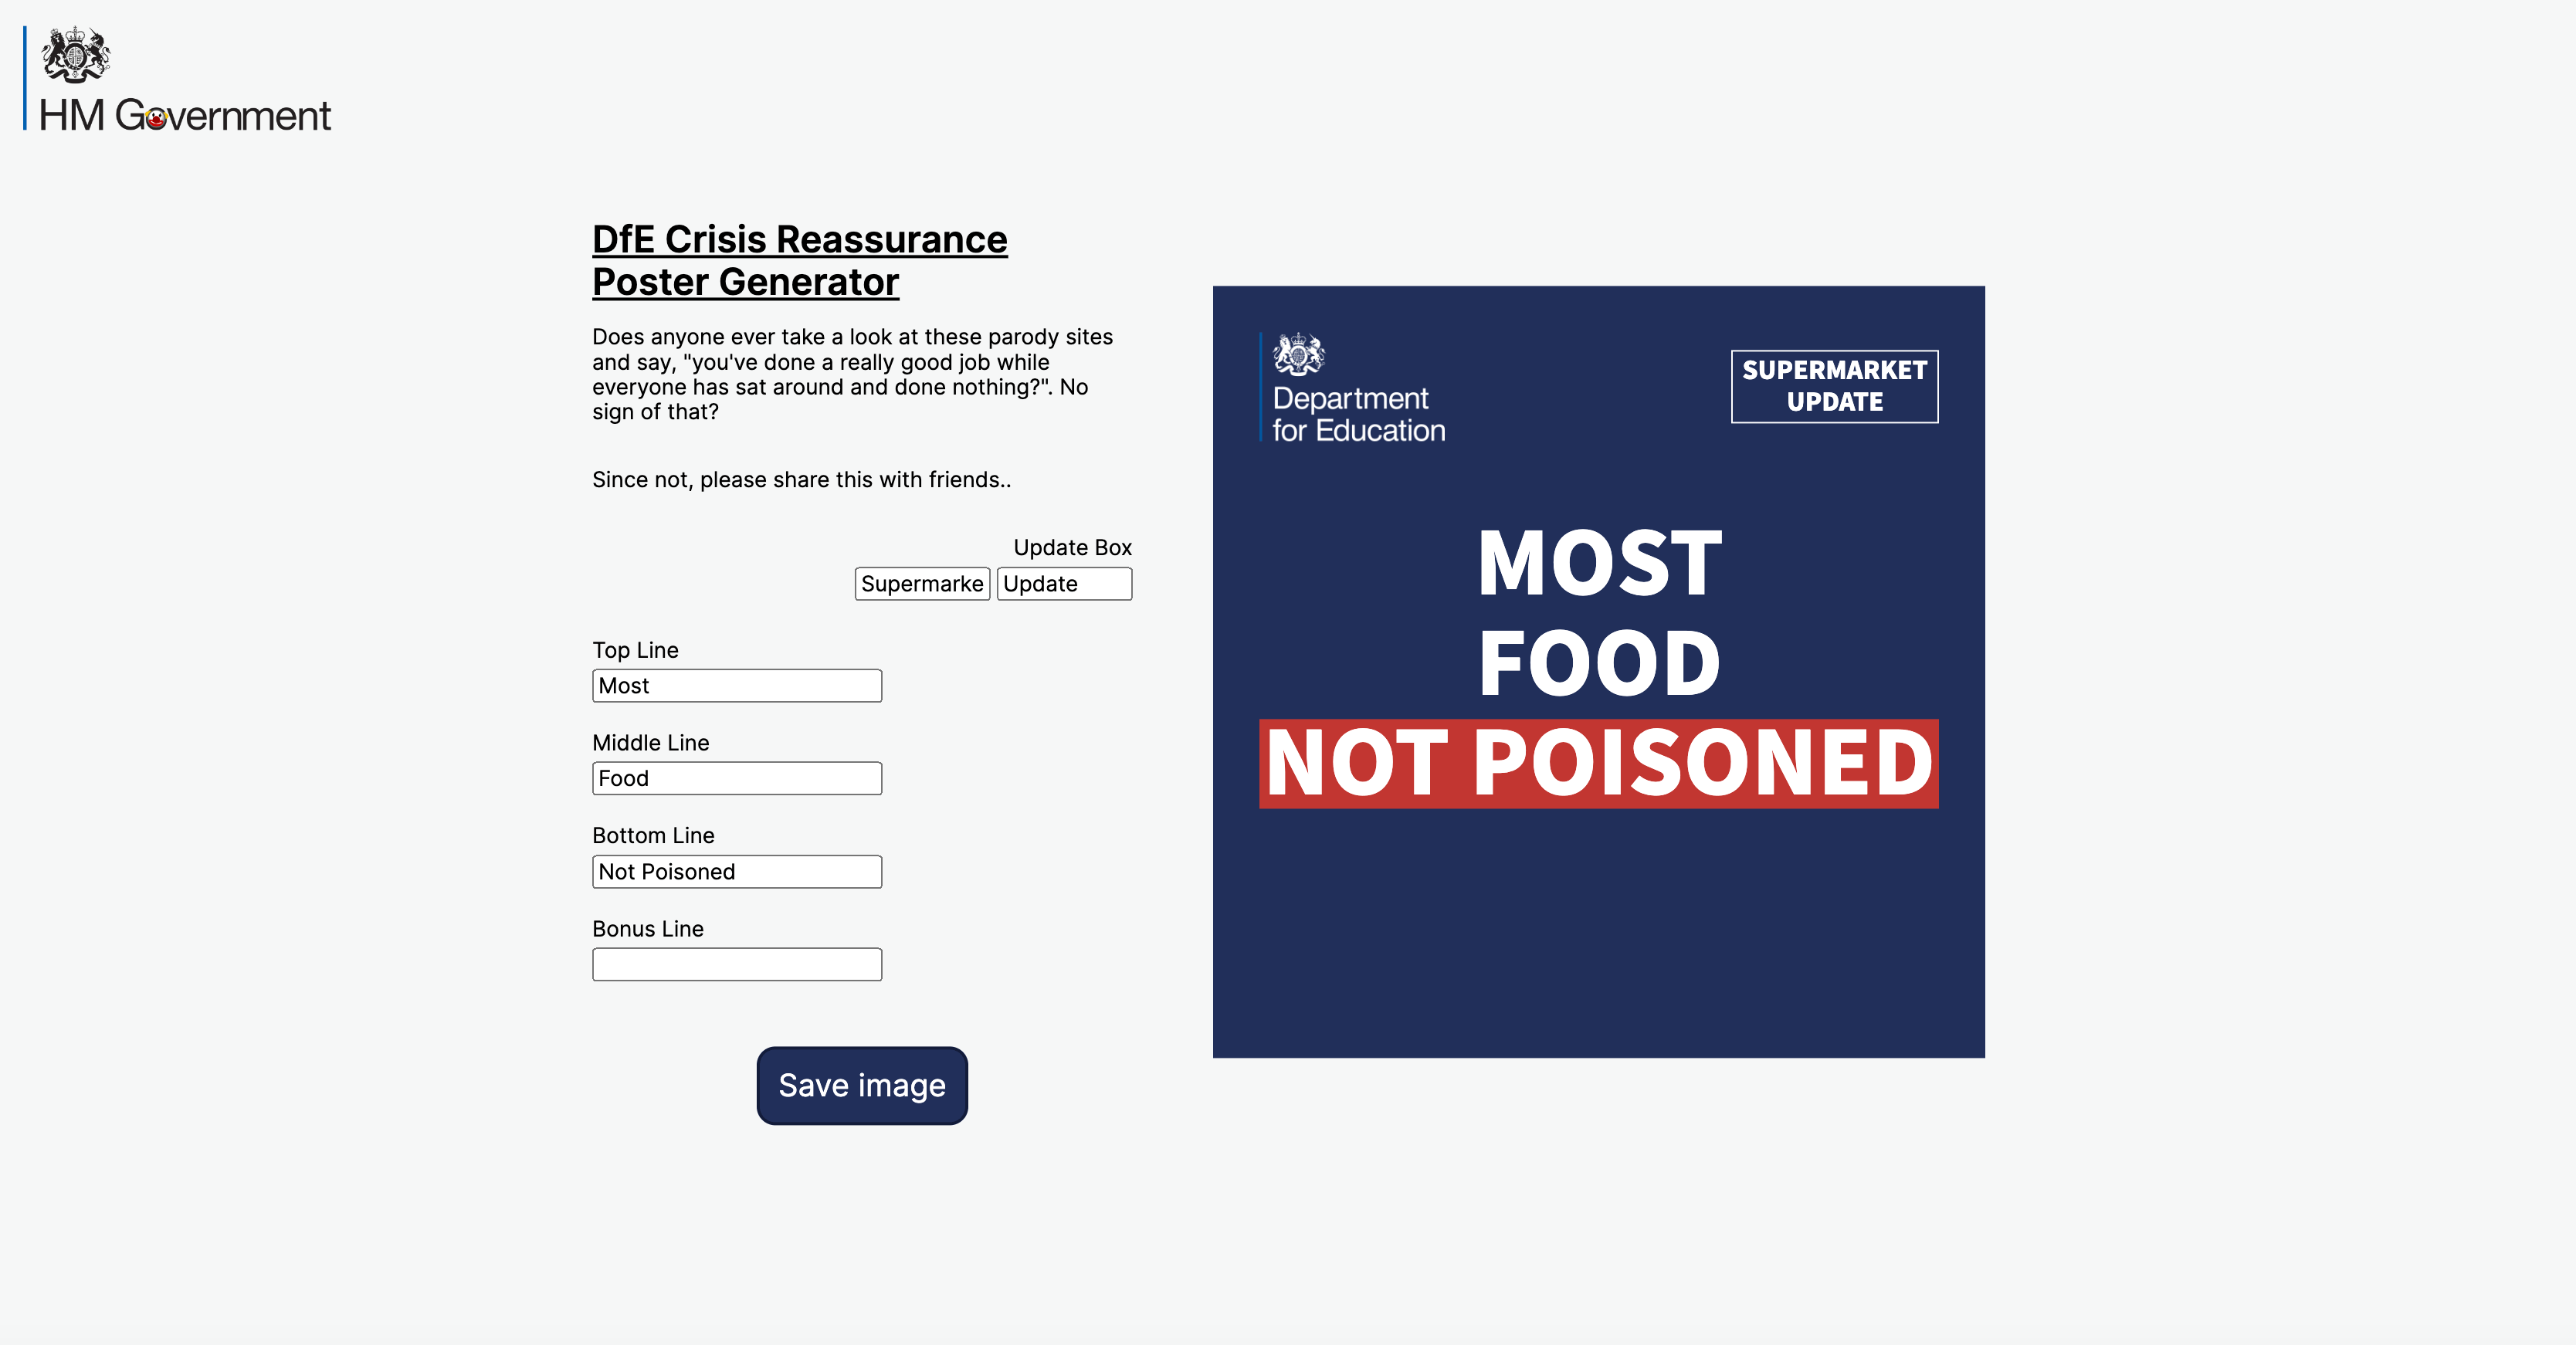 HM Government
DfE Crisis Reassurance
Poster Generator
Does anyone ever take a look at these parody sites
and say, "you've done a really good job while
everyone has sat around and done nothing?". No
sign of that?
Since not, please share this with friends..
Update Box
Supermarke Update
Top Line
Most
Middle Line
Food
Bottom Line
Not Poisoned
Bonus Line
Save image
Department
for Education
SUPERMARKET
UPDATE
MOST
FOOD
NOT POISONED